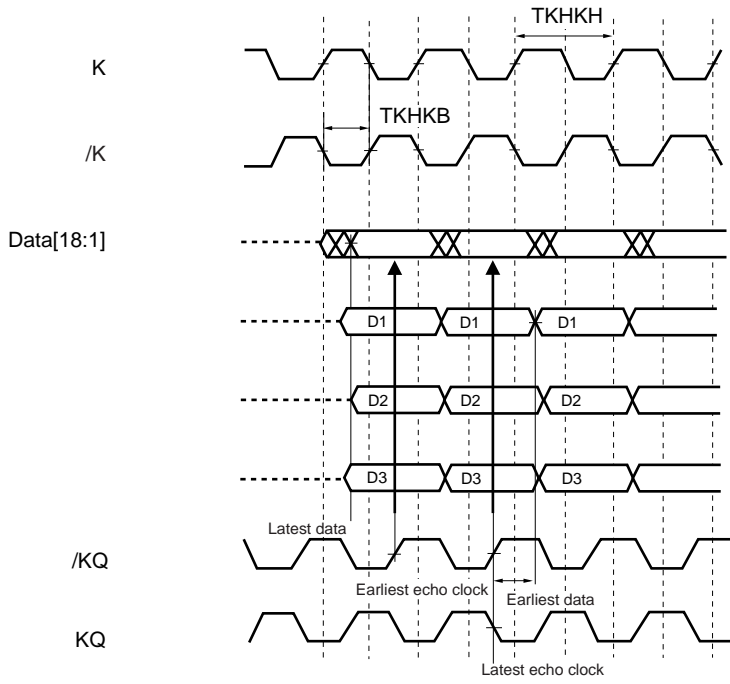 TKHKH
K
TKHKB
/K
Data[18:1]
D1 D1 D1
D2 D2 D2
D3 D3 D3
Latest data
/KQ
Earliest echo clock
Earliest data
KQ
Latest echo clock